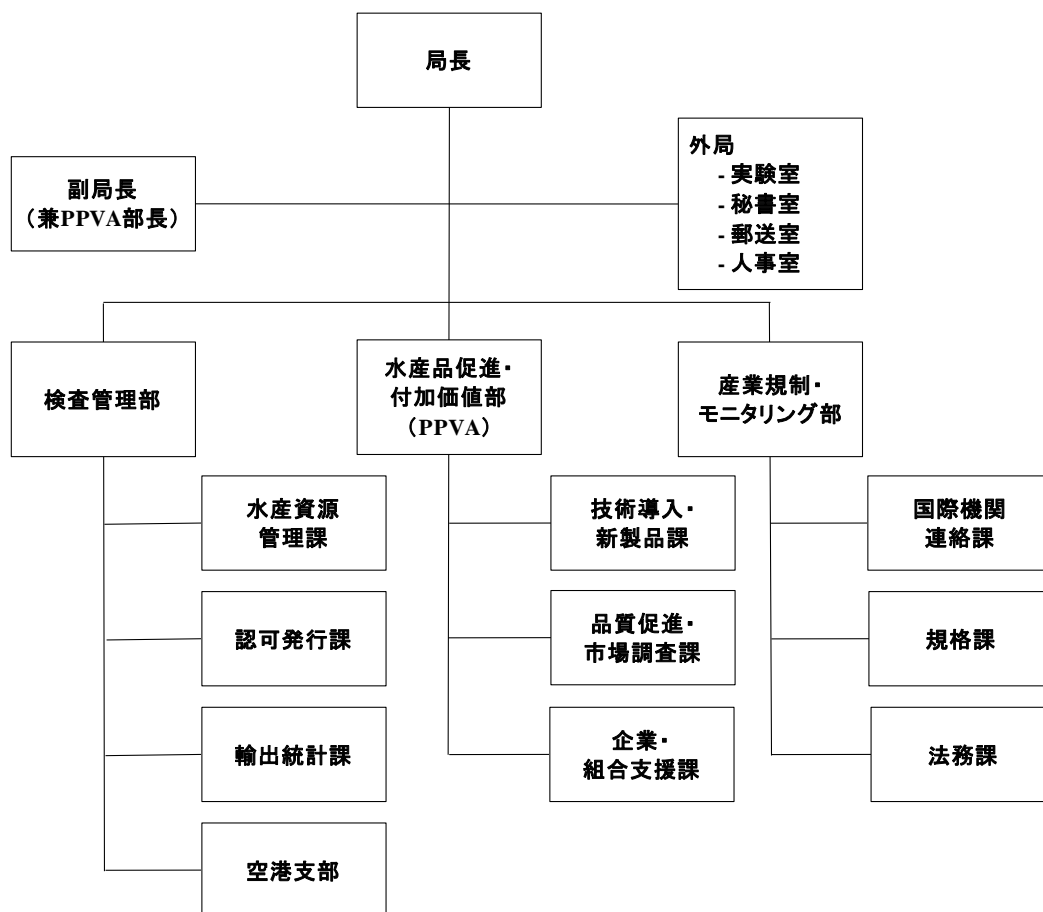 局長
副局長
（兼PPVA部長）
外局
- 実験室
- 秘書室
- 郵送室
- 人事室
検査管理部
水産品促進・
付加価値部
（PPVA）
産業規制・
モニタリング部
水産資源
管理課
認可発行課
輸出統計課
空港支部
技術導入・
新製品課
品質促進・
市場調査課
企業・
組合支援課
国際機関
連絡課
規格課
法務課